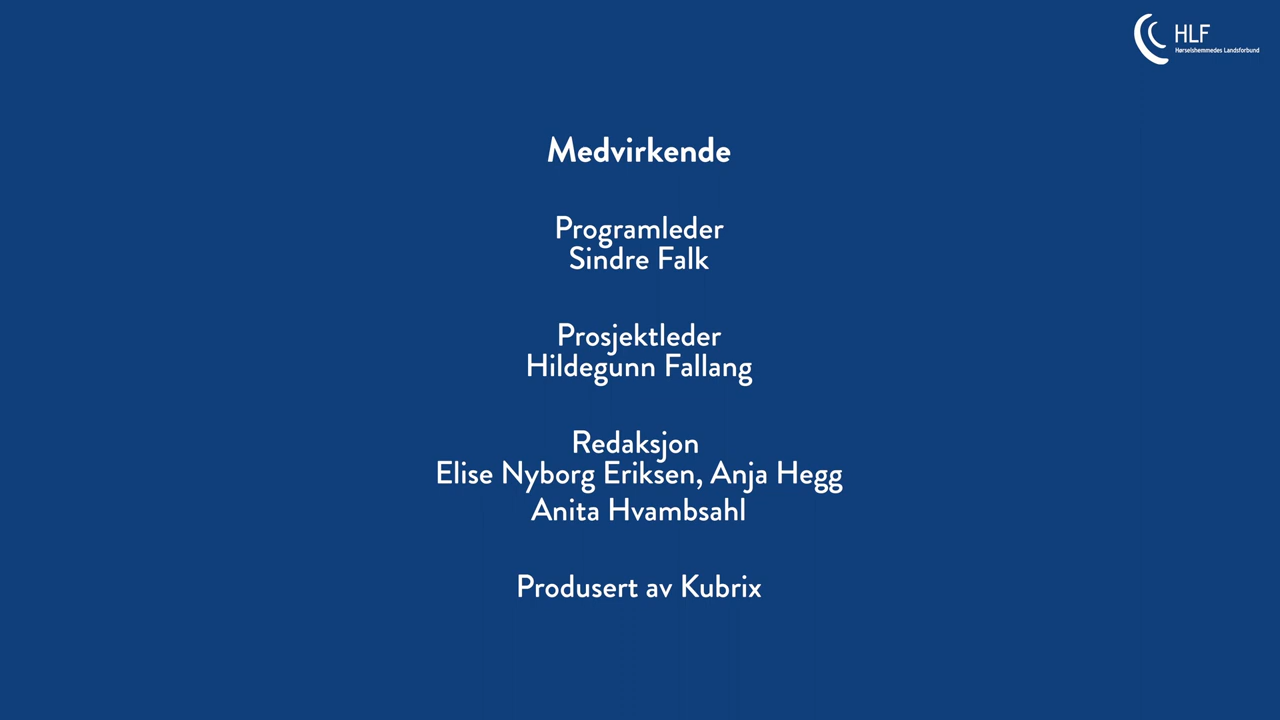 HLF
Hørselshemmedes Landsforbund
Medvirkende
Programleder
Sindre Falk
Prosjektleder
Hildegunn Fallang
Redaksjon
Elise Nyborg Eriksen, Anja Hegg
Anita Hvambsahl
Produsert av Kubrix